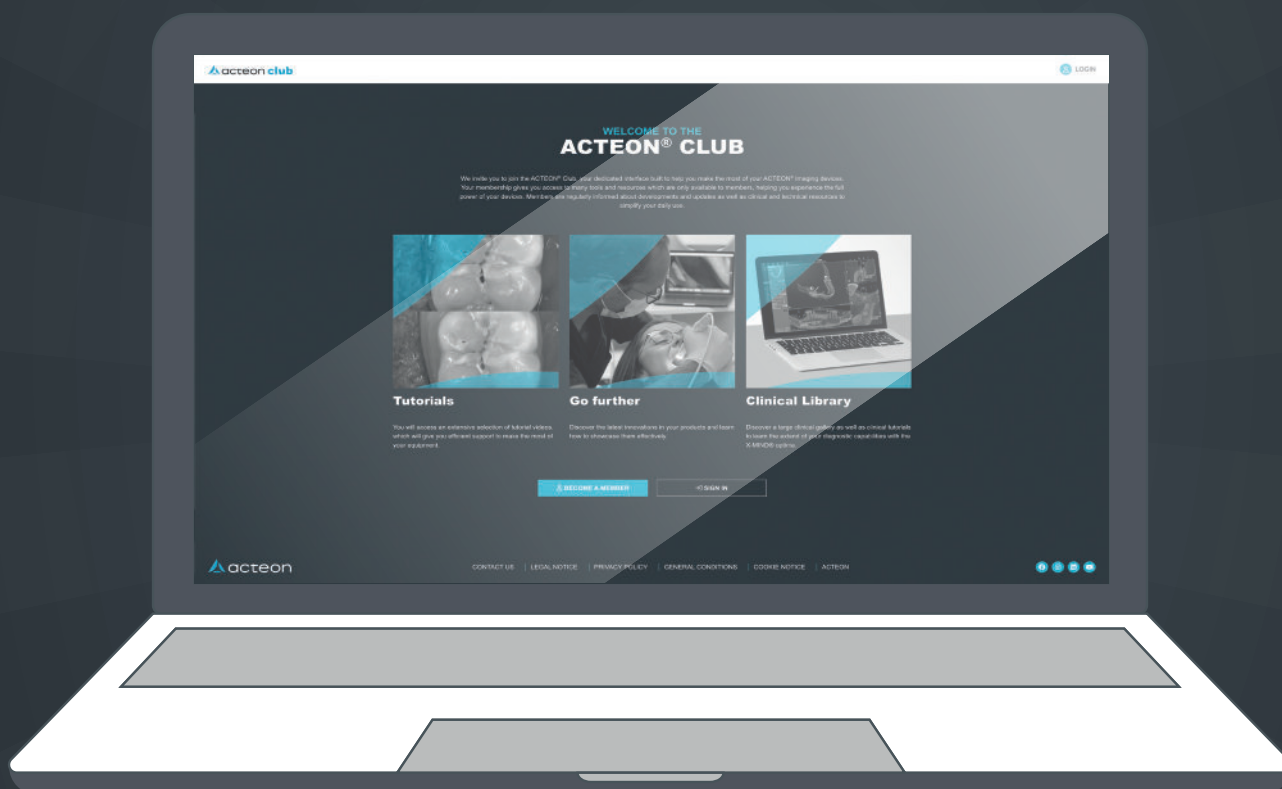 acteon club
LOGIN
WELCOME TO THE
ACTEON® CLUB
We invite you to join the ACTEON® Club, your dedicated interface built to help you make the most of your ACTEON® imaging devices.
Your membership gives you access to many tools and resources which are only available to members, helping you experience the full
power of your devices. Members are regularly informed about developments and updates as well as clinical and technical resources to
simplify your daily use.
Tutorials
You will access an extensive selection of tutorial videos
which will give you efficient support to make the most of
your equipment.
Go further
Discover the latest innovations in your products and learn
how to showcase them effectively.
Clinical Library
Discover a large clinical gallery as well as clinical tutorials
to learn the extent of your diagnostic capabilities with the
X-MIND® optima.
BECOME A MEMBER
SIGN IN
acteon
CONTACT US | LEGAL NOTICE | PRIVACY POLICY | GENERAL CONDITIONS | COOKIE NOTICE | ACTEON